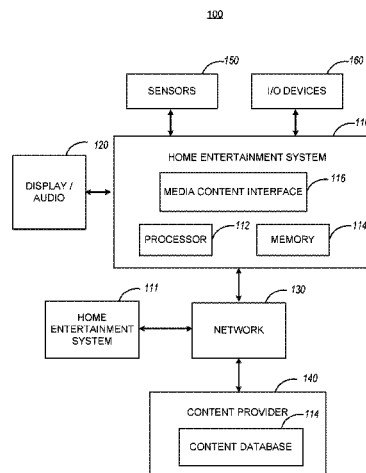 100
150
160
SENSORS
I/O DEVICES
110
120
HOME ENTERTAINMENT SYSTEM
116
DISPLAY /
AUDIO
MEDIA CONTENT INTERFACE
112
114
PROCESSOR
MEMORY
111
130
HOME
ENTERTAINMENT
SYSTEM
NETWORK
140
CONTENT PROVIDER
114
CONTENT DATABASE